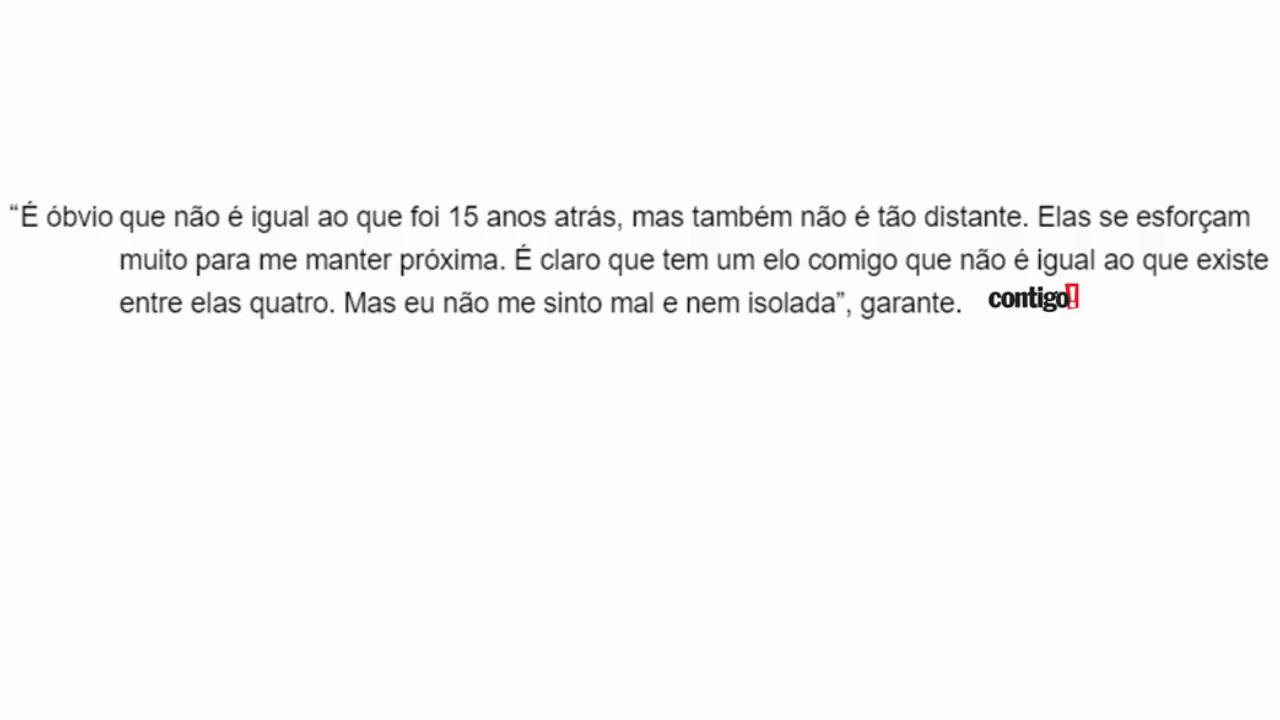 “É óbvio que não é igual ao que foi 15 anos atrás, mas também não é tão distante. Elas se esforçam
muito para me manter próxima. É claro que tem um elo comigo que não é igual ao que existe
entre elas quatro. Mas eu não me sinto mal e nem isolada”, garante. contigo!